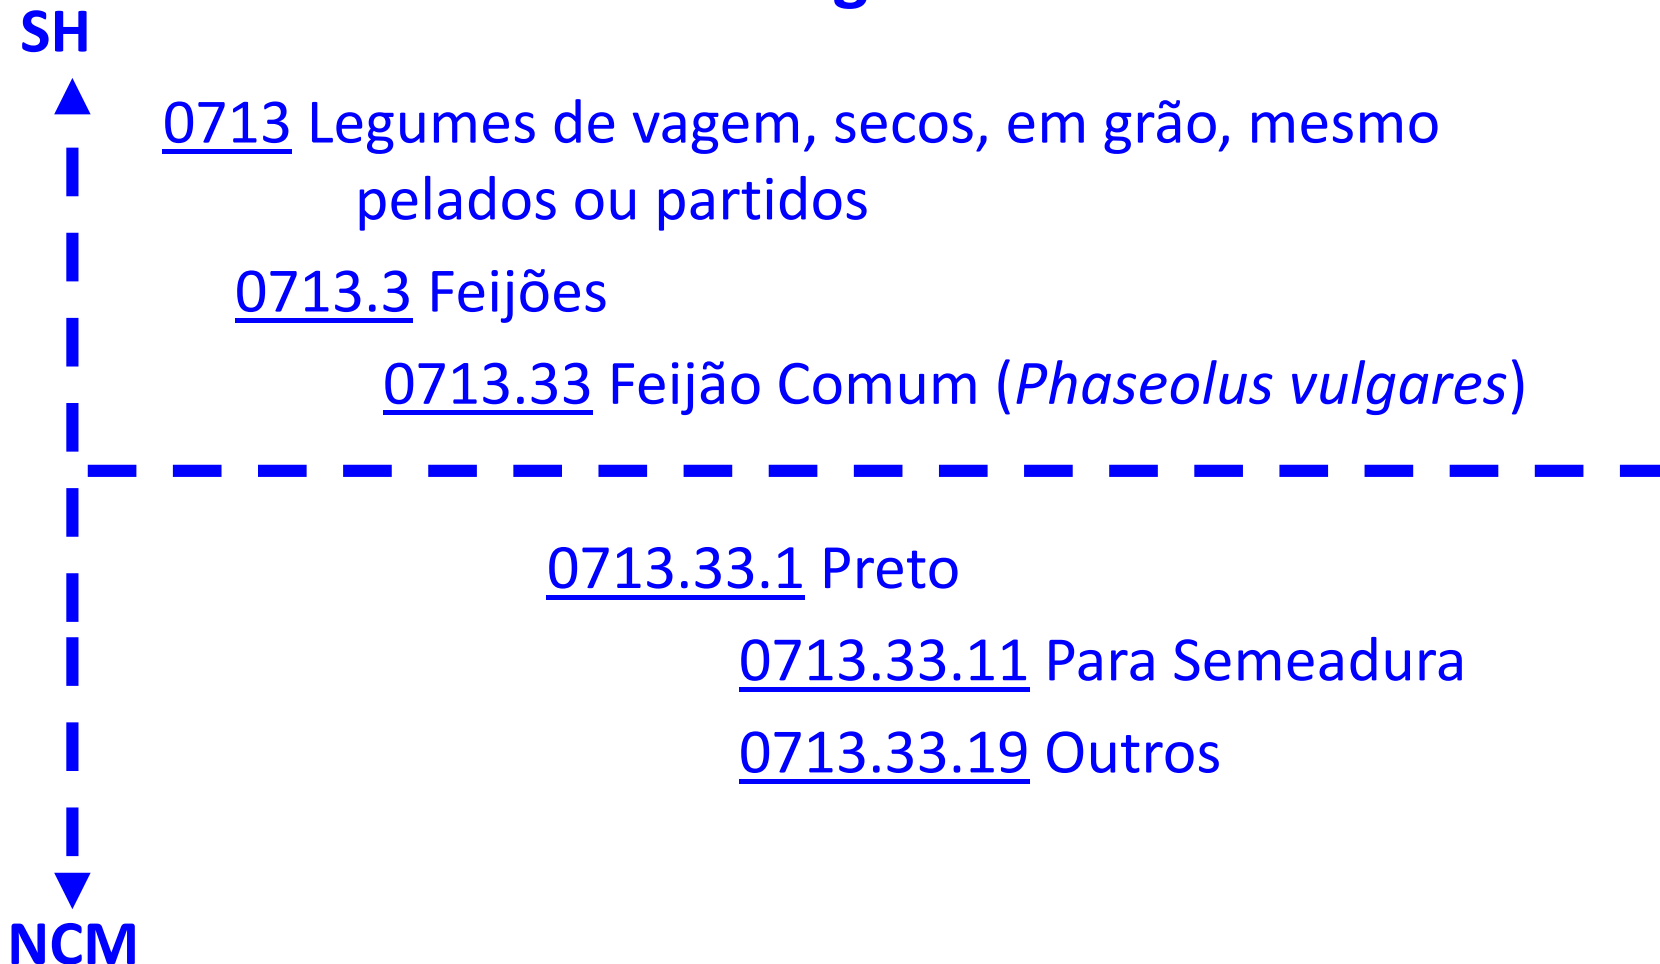 SH
0713 Legumes de vagem, secos, em grão, mesmo
pelados ou partidos
0713.3 Feijões
0713.33 Feijão Comum (Phaseolus vulgares)
0713.33.1 Preto
0713.33.11 Para Semeadura
0713.33.19 Outros
NCM